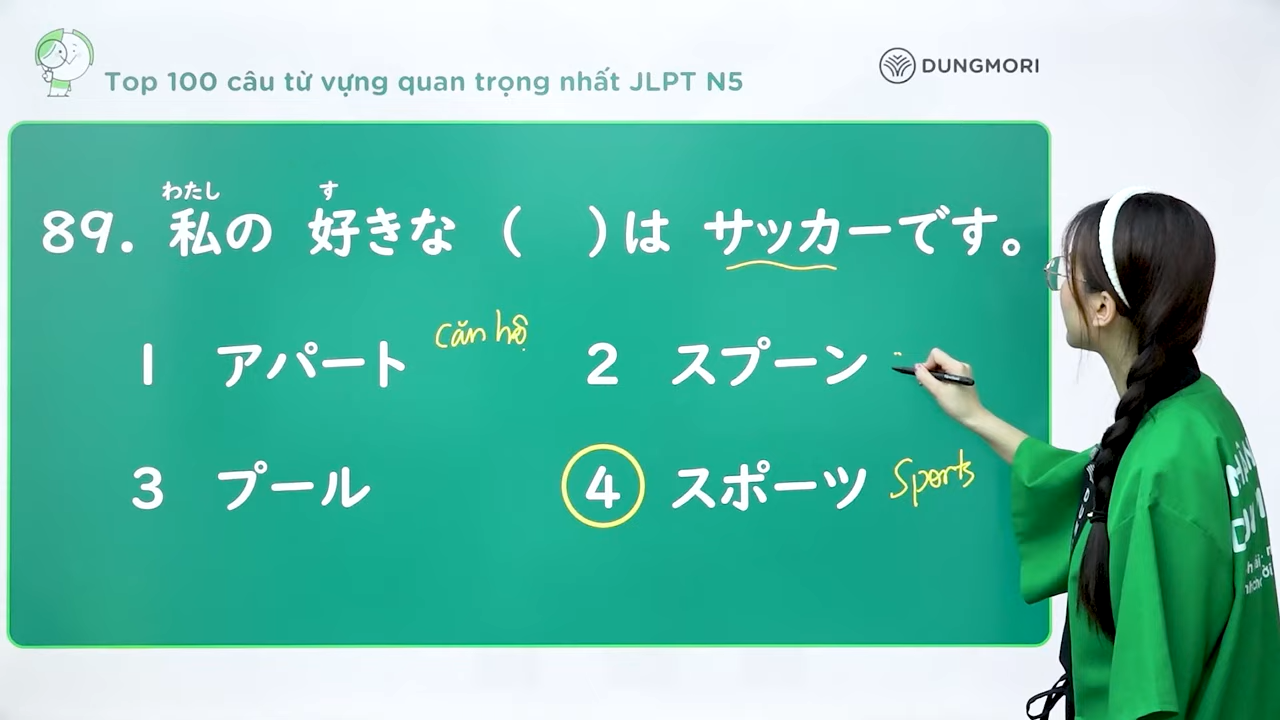 Top 100 câu từ vựng quan trọng nhất JLPT N5
DUNGMORI
わたし す
89. 私の 好きな ( )は サッカーです。
1 アパート căn hộ
2 スプーン
3 プール
4 スポーツ Sports